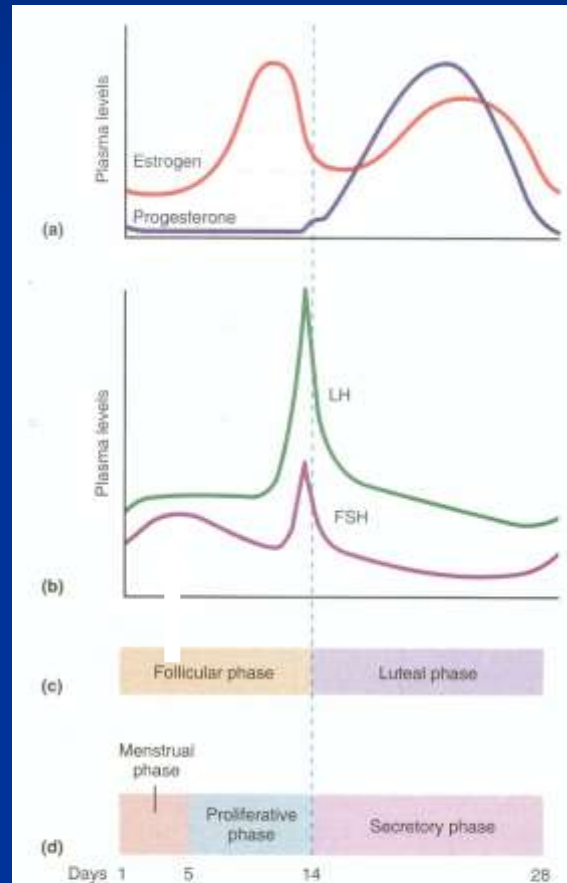 Plasma levels
Estrogen
Progesterone
(a)
Plasma levels
LH
FSH
(b)
Follicular phase
Luteal phase
(c)
Menstrual
phase
Proliferative
phase
Secretory phase
(d)
Days 1 5 14 28